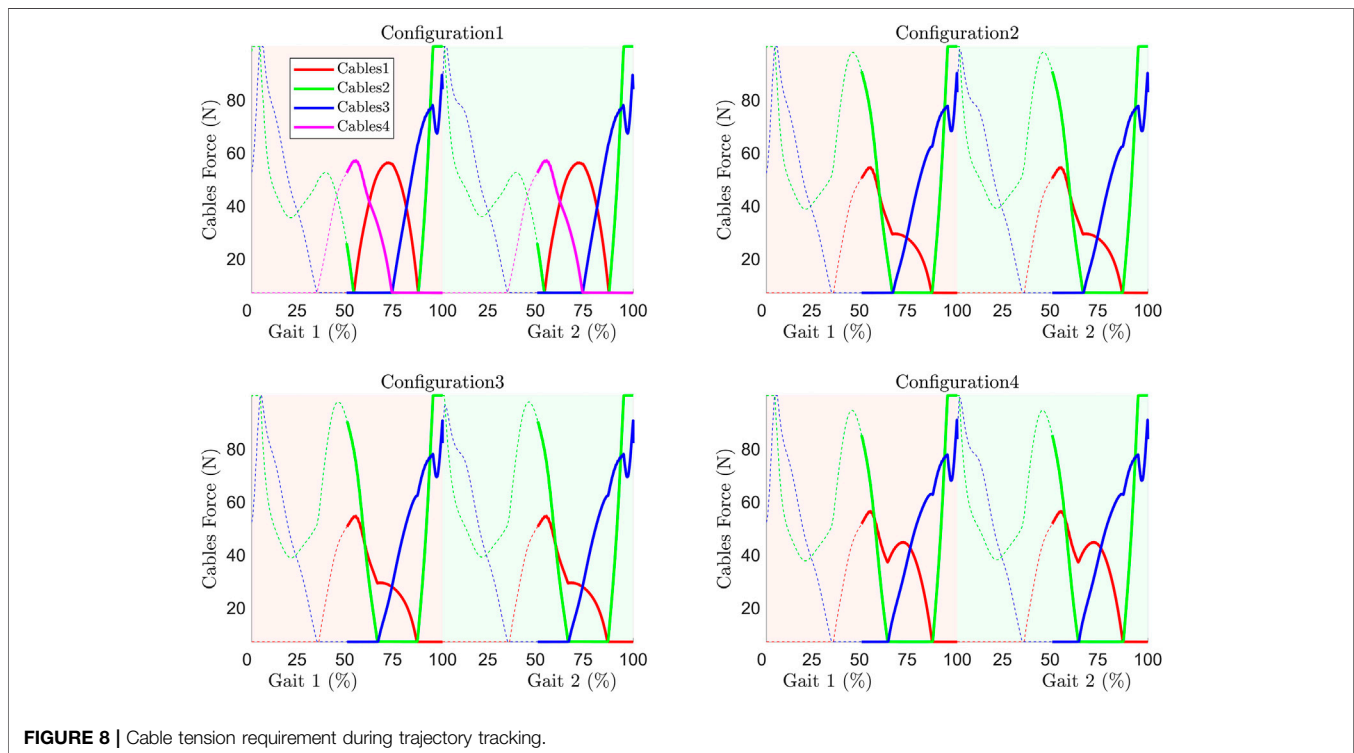 Configuration1
Cables Force (N)
80
60
40
20
Cables1
Cables2
Cables3
Cables4
0 25 50 75 100 25 50 75 100
Gait 1 (%) Gait 2 (%)
Configuration2
Cables Force (N)
80
60
40
20
0 25 50 75 100 25 50 75 100
Gait 1 (%) Gait 2 (%)
Configuration3
Cables Force (N)
80
60
40
20
0 25 50 75 100 25 50 75 100
Gait 1 (%) Gait 2 (%)
Configuration4
Cables Force (N)
80
60
40
20
0 25 50 75 100 25 50 75 100
Gait 1 (%) Gait 2 (%)
FIGURE 8 | Cable tension requirement during trajectory tracking.